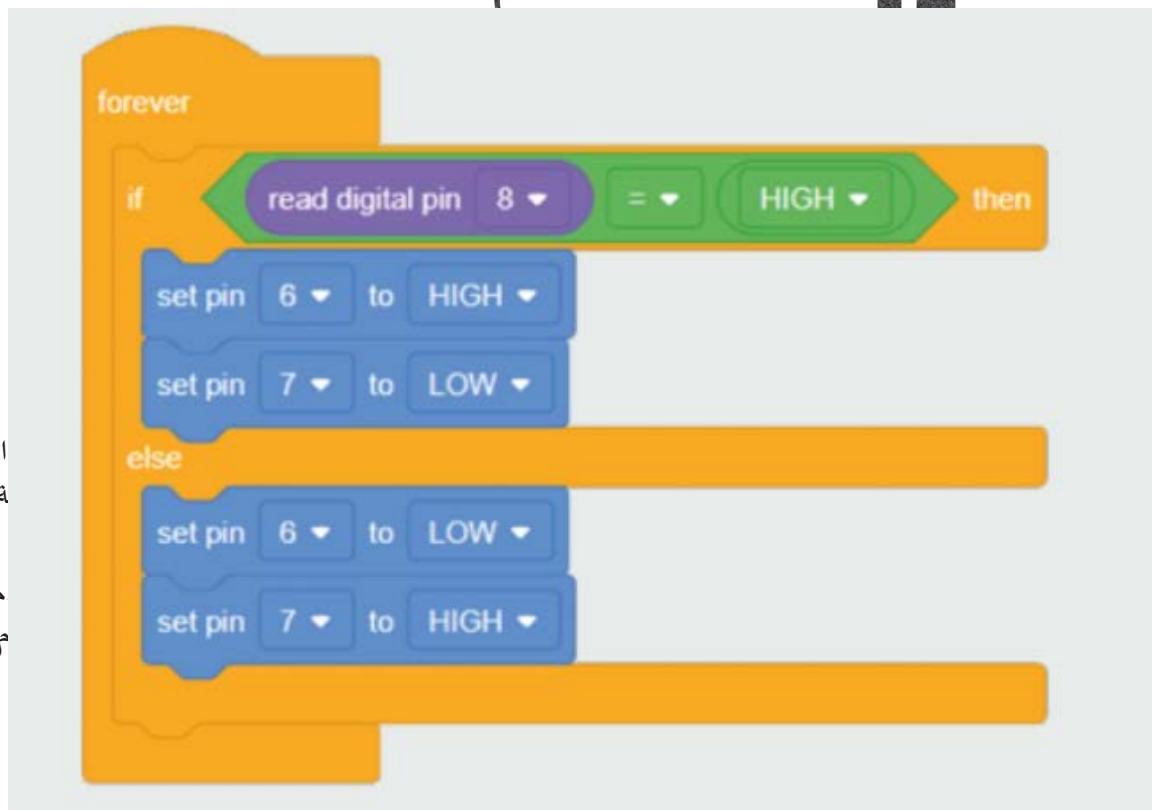 forever
if read digital pin 8 = HIGH then
set pin 6 to HIGH
set pin 7 to LOW
else
set pin 6 to LOW
set pin 7 to HIGH